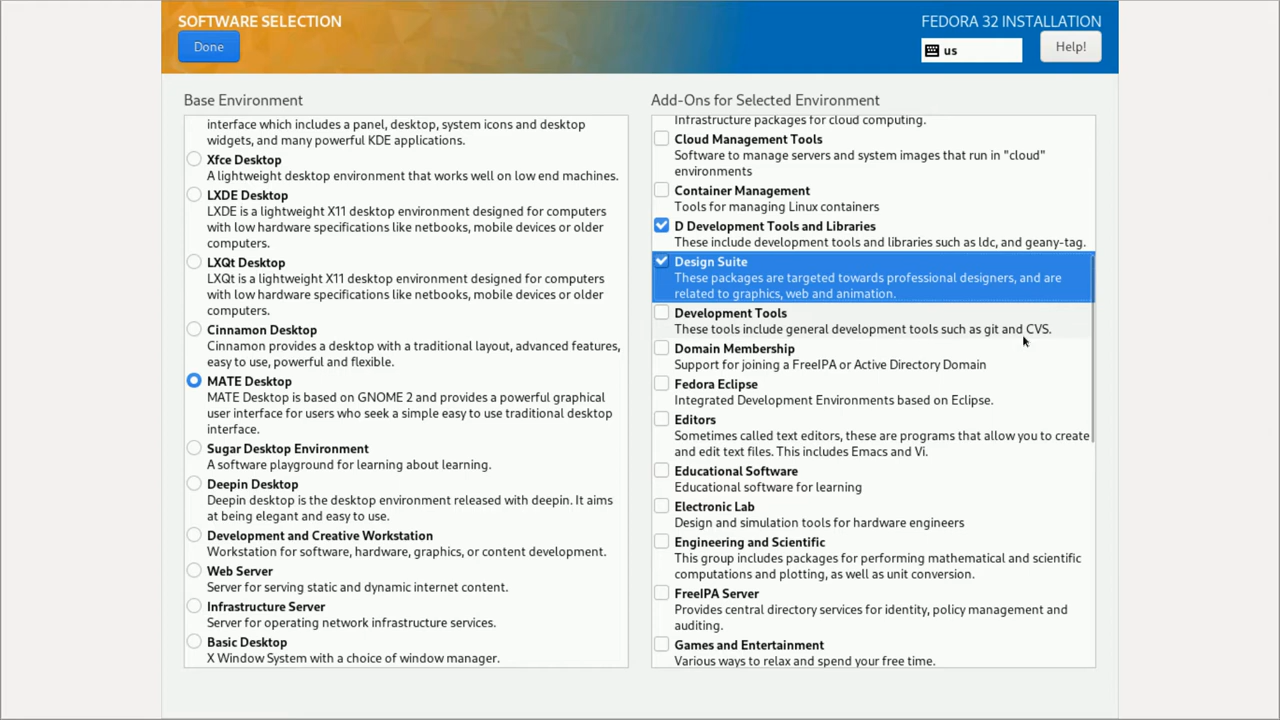 SOFTWARE SELECTION
FEDORA 32 INSTALLATION
Done
us
Help!
Base Environment
interface which includes a panel, desktop, system icons and desktop
widgets, and many powerful KDE applications.
Xfce Desktop
A lightweight desktop environment that works well on low end machines.
LXDE Desktop
LXDE is a lightweight X11 desktop environment designed for computers
with low hardware specifications like netbooks, mobile devices or older
computers.
LXQt Desktop
LXQt is a lightweight X11 desktop environment designed for computers
with low hardware specifications like netbooks, mobile devices or older
computers.
Cinnamon Desktop
Cinnamon provides a desktop with a traditional layout, advanced features,
easy to use, powerful and flexible.
MATE Desktop
MATE Desktop is based on GNOME 2 and provides a powerful graphical
user interface for users who seek a simple easy to use traditional desktop
interface.
Sugar Desktop Environment
A software playground for learning about learning.
Deepin Desktop
Deepin desktop is the desktop environment released with deepin. It aims
at being elegant and easy to use.
Development and Creative Workstation
Workstation for software, hardware, graphics, or content development.
Web Server
Server for serving static and dynamic internet content.
Infrastructure Server
Server for operating network infrastructure services.
Basic Desktop
X Window System with a choice of window manager.
Add-Ons for Selected Environment
Infrastructure packages for cloud computing.
Cloud Management Tools
Software to manage servers and system images that run in "cloud"
environments
Container Management
Tools for managing Linux containers
D Development Tools and Libraries
These include development tools and libraries such as ldc, and geany-tag.
Design Suite
These packages are targeted towards professional designers, and are
related to graphics, web and animation.
Development Tools
These tools include general development tools such as git and CVS.
Domain Membership
Support for joining a FreeIPA or Active Directory Domain
Fedora Eclipse
Integrated Development Environments based on Eclipse.
Editors
Sometimes called text editors, these are programs that allow you to create
and edit text files. This includes Emacs and Vi.
Educational Software
Educational software for learning
Electronic Lab
Design and simulation tools for hardware engineers
Engineering and Scientific
This group includes packages for performing mathematical and scientific
computations and plotting, as well as unit conversion.
FreeIPA Server
Provides central directory services for identity, policy management and
auditing.
Games and Entertainment
Various ways to relax and spend your free time.